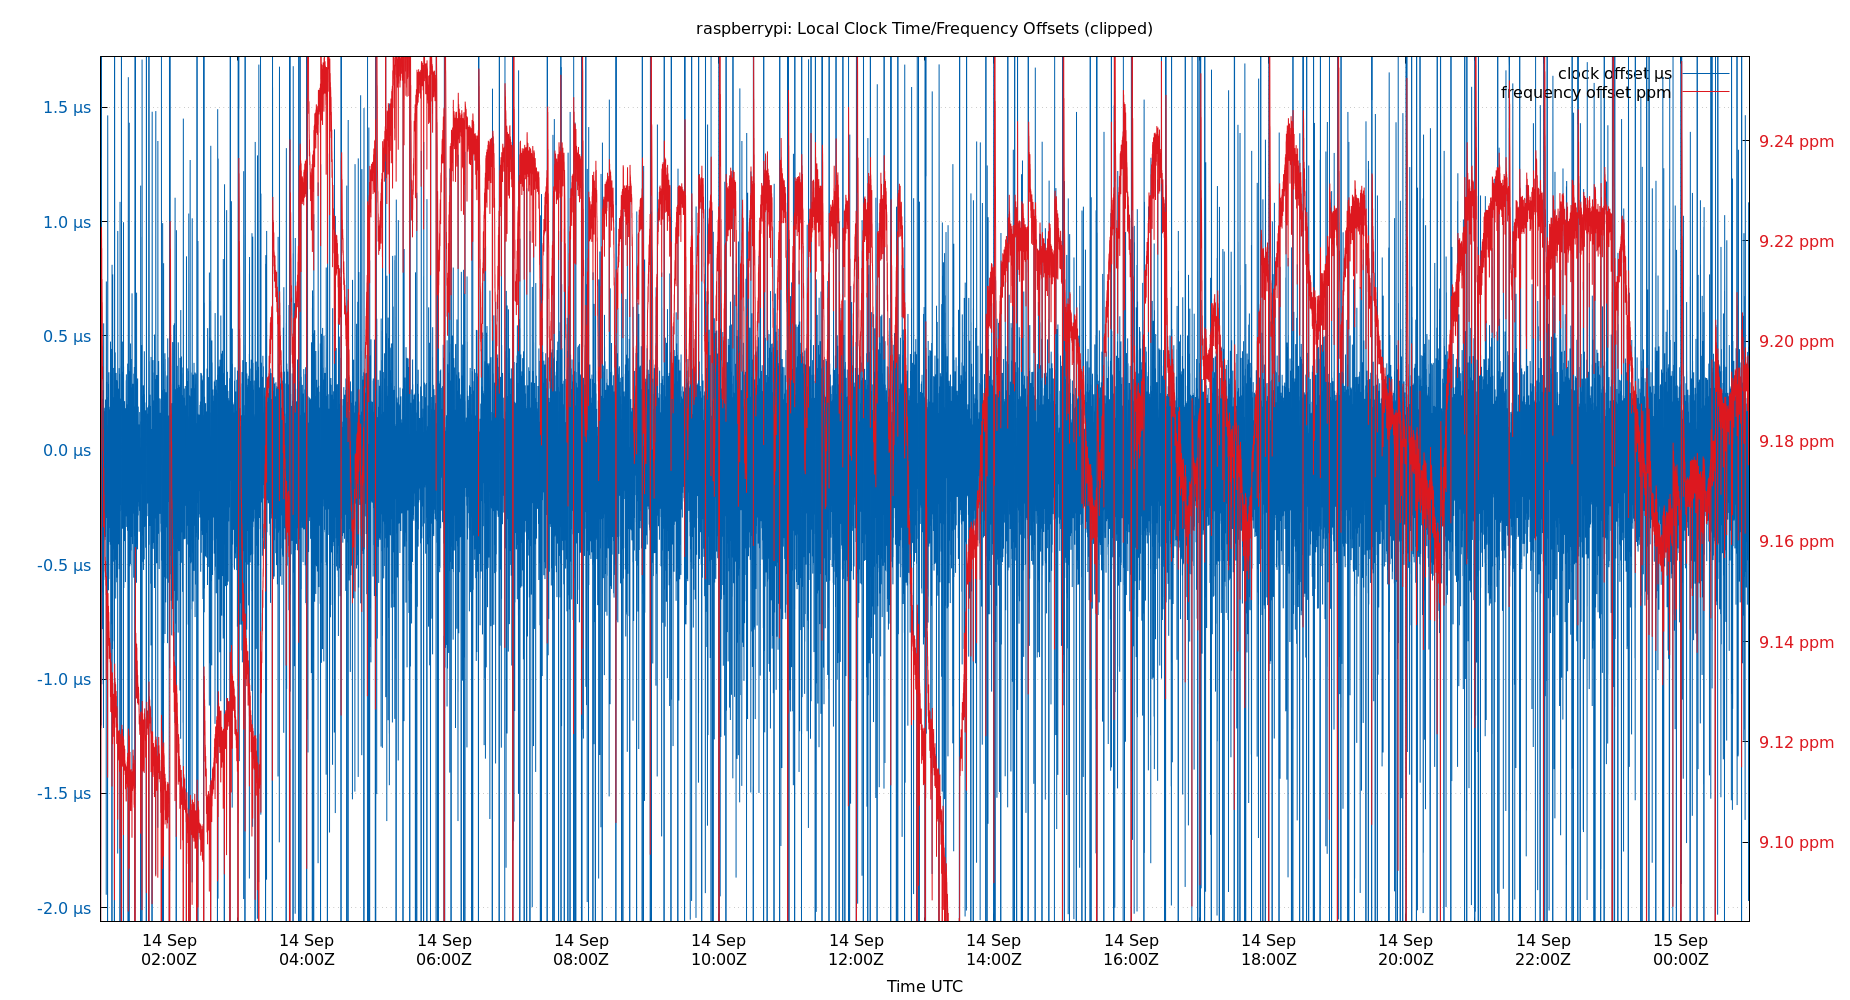 raspberrypi: Local Clock Time/Frequency Offsets (clipped)
clock offset µs
frequency offset ppm
1.5 µs
1.0 µs
0.5 µs
0.0 µs
-0.5 µs
-1.0 µs
-1.5 µs
-2.0 µs
9.24 ppm
9.22 ppm
9.20 ppm
9.18 ppm
9.16 ppm
9.14 ppm
9.12 ppm
9.10 ppm
14 Sep
02:00Z
14 Sep
04:00Z
14 Sep
06:00Z
14 Sep
08:00Z
14 Sep
10:00Z
14 Sep
12:00Z
14 Sep
14:00Z
14 Sep
16:00Z
14 Sep
18:00Z
14 Sep
20:00Z
14 Sep
22:00Z
15 Sep
00:00Z
Time UTC